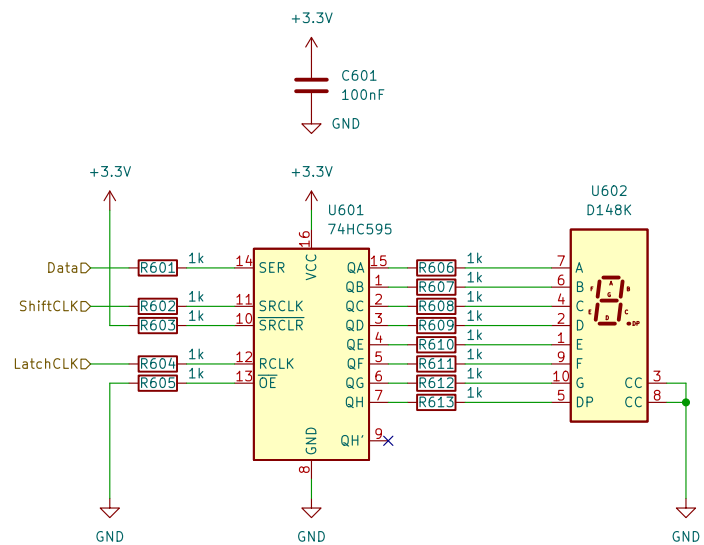 +3.3V
C601
100nF
GND
+3.3V
+3.3V
U601
74HC595
U602
D148K
16
VCC
Data
R601
1k
14
SER
QA
15
R606
1k
7
A
QB
1
R607
1k
6
B
ShiftCLK
R602
1k
11
SRCLK
QC
2
R608
1k
4
C
R603
1k
10
SRCLR
QD
3
R609
1k
2
D
QE
4
R610
1k
1
E
LatchCLK
R604
1k
12
RCLK
QF
5
R611
1k
9
F
R605
1k
13
OE
QG
6
R612
1k
10
G
CC
3
QH
7
R613
1k
5
DP
CC
8
A
F
B
G
E
C
D
DP
QH'
9
GND
8
GND
GND
GND